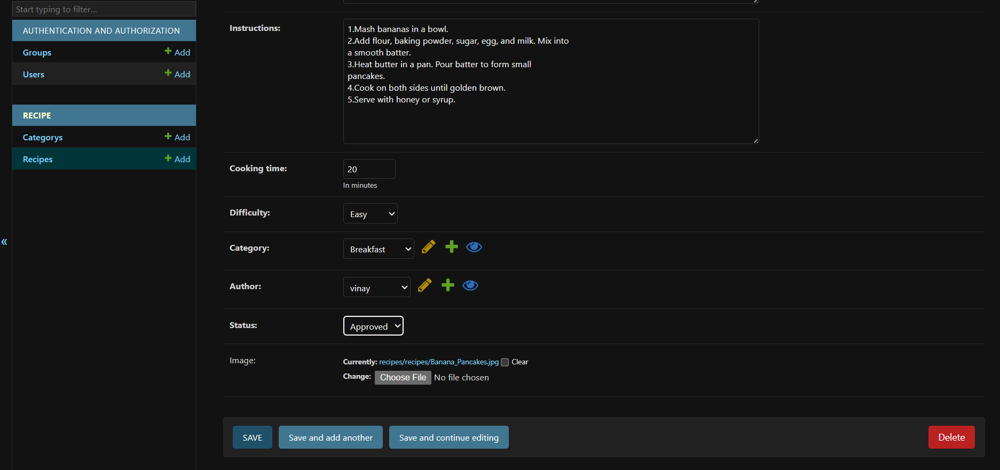 Start typing to filter...
AUTHENTICATION AND AUTHORIZATION
Groups
Add
Users
Add
RECIPE
Categorys
Add
Recipes
Add
«
Instructions:
1.Mash bananas in a bowl.
2.Add flour, baking powder, sugar, egg, and milk. Mix into
a smooth batter.
3.Heat butter in a pan. Pour batter to form small
pancakes.
4.Cook on both sides until golden brown.
5.Serve with honey or syrup.
Cooking time:
20
In minutes
Difficulty:
Easy
Category:
Breakfast
Author:
vinay
Status:
Approved
Image:
Currently: recipes/recipes/Banana_Pancakes.jpg Clear
Change: Choose File No file chosen
SAVE
Save and add another
Save and continue editing
Delete